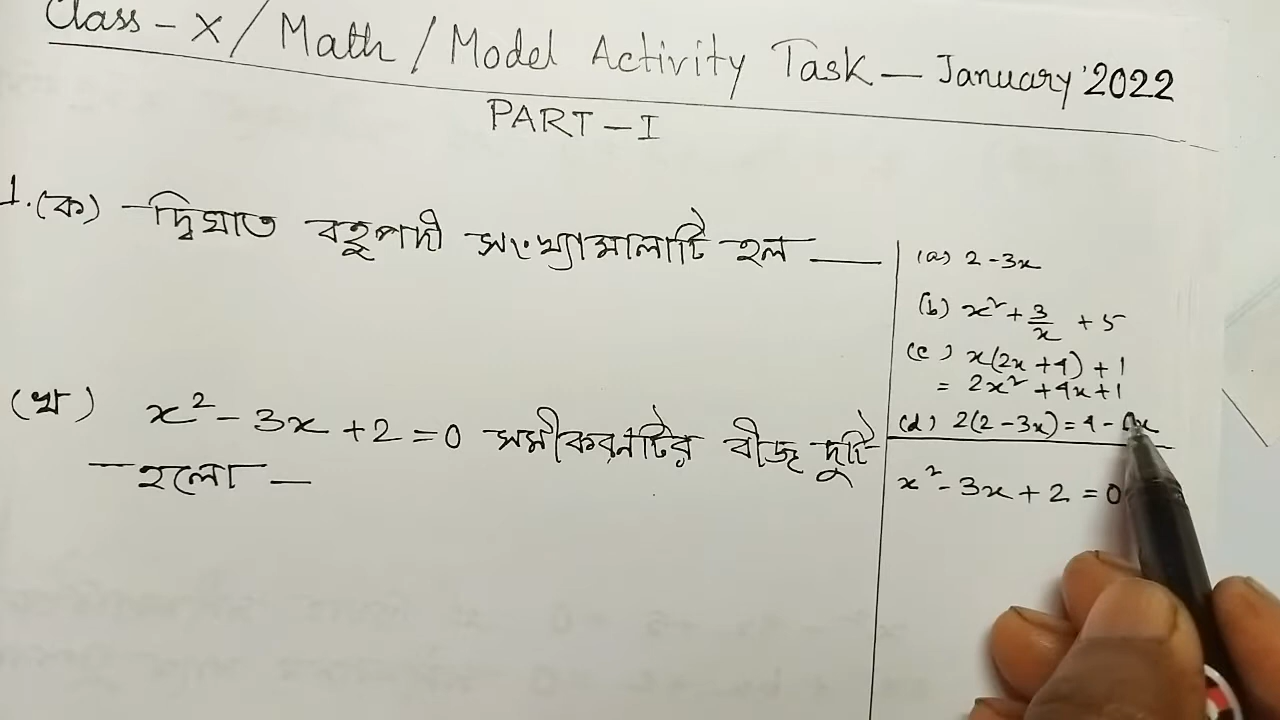 Class - X / Math / Model Activity Task — January '2022
PART - I
1. (ক) দ্বিঘাত বহুপদী সংখ্যামালাটি হল —
(a) 2 - 3x
(b) x² + 3/x + 5
(c) x(2x + 4) + 1
= 2x² + 4x + 1
(d) 2(2 - 3x) = 4 -
(খ) x² - 3x + 2 = 0 সমীকরণটির বীজ দুটি
হলো —
x² - 3x + 2 = 0